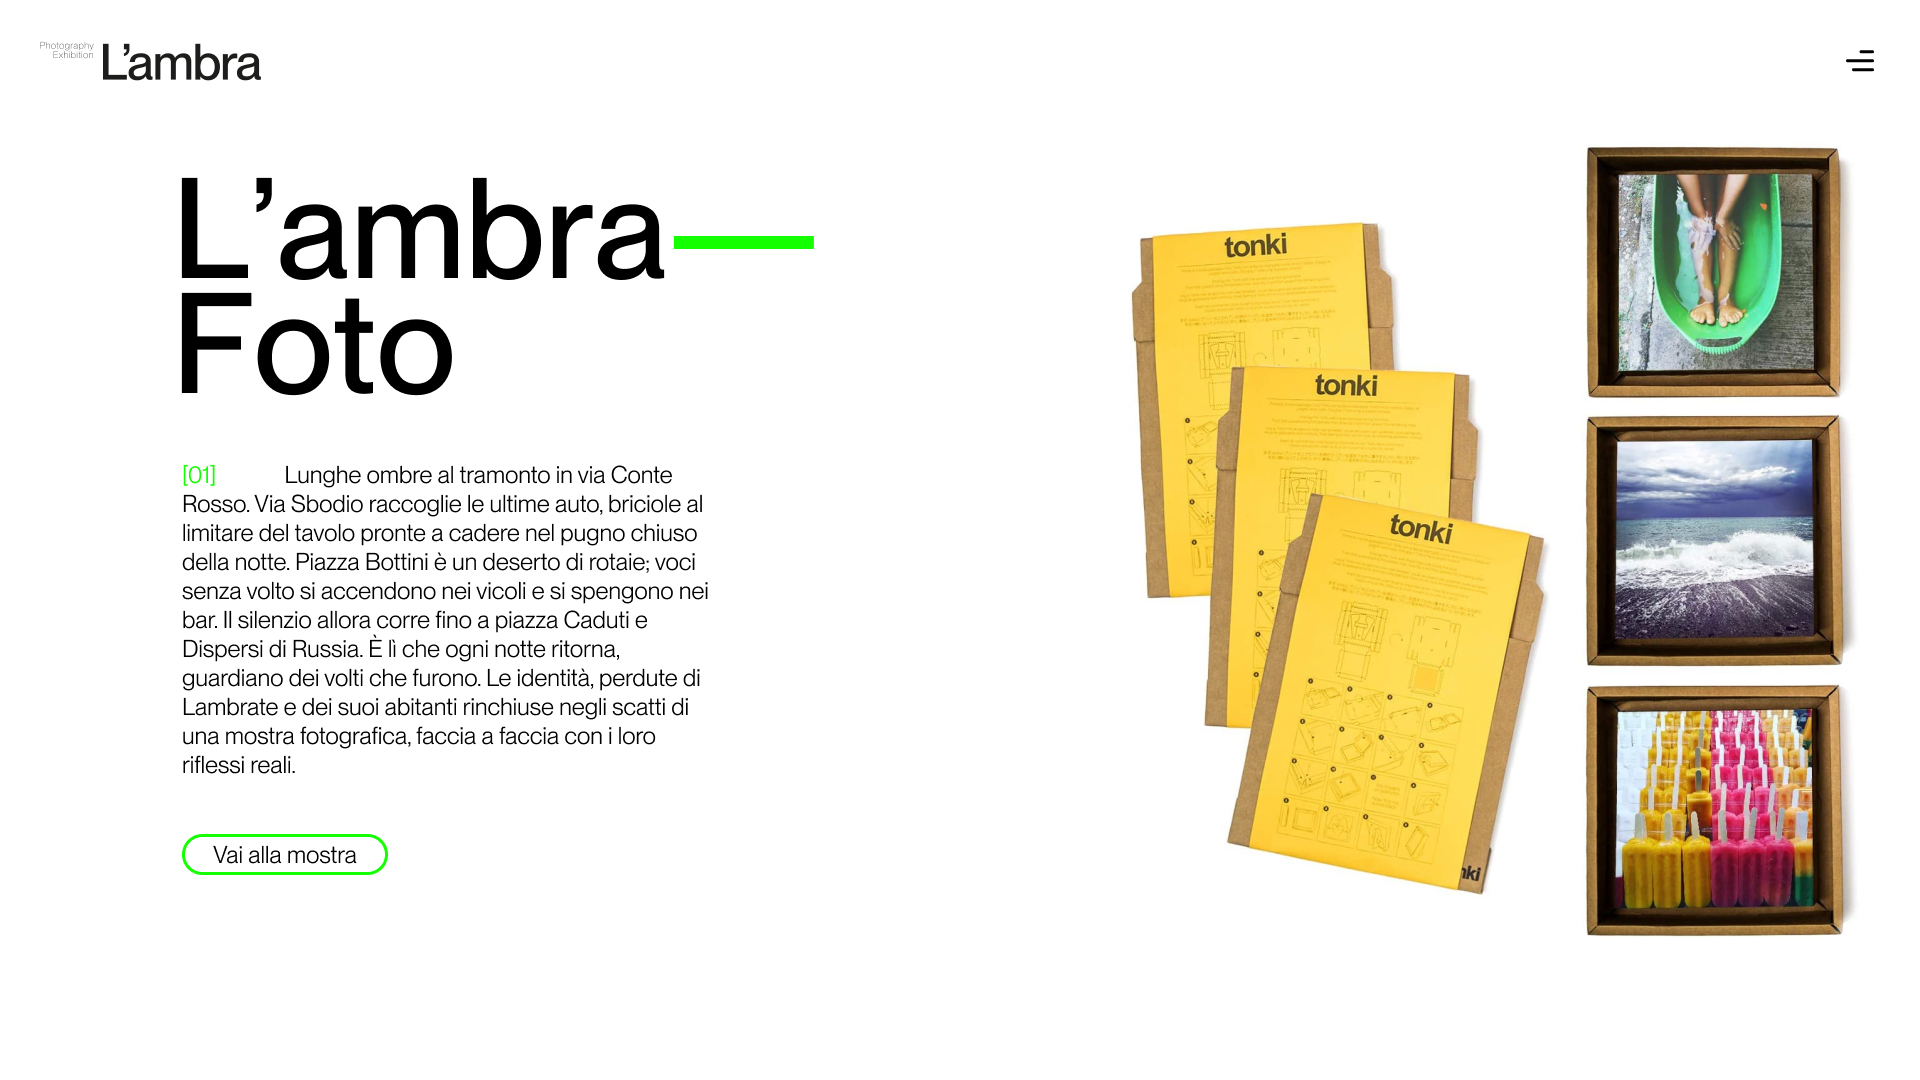 Photography
Exhibition
L'ambra
L'ambra—
Foto
[01] Lunghe ombre al tramonto in via Conte
Rosso. Via Sbodio raccoglie le ultime auto, briciole al
limitare del tavolo pronte a cadere nel pugno chiuso
della notte. Piazza Bottini è un deserto di rotaie; voci
senza volto si accendono nei vicoli e si spengono nei
bar. Il silenzio allora corre fino a piazza Caduti e
Dispersi di Russia. È lì che ogni notte ritorna,
guardiano dei volti che furono. Le identità, perdute di
Lambrate e dei suoi abitanti rinchiuse negli scatti di
una mostra fotografica, faccia a faccia con i loro
riflessi reali.
Vai alla mostra
tonki
tonki
tonki
nki